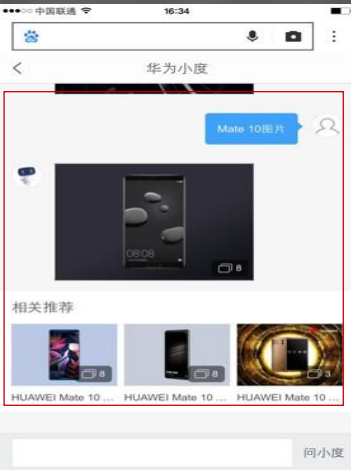 中国联通 16:34
华为小度
Mate 10图片
08:08
8
相关推荐
8 8 3
HUAWEI Mate 10 ... HUAWEI Mate 10 ... HUAWEI Mate 10 ...
问小度